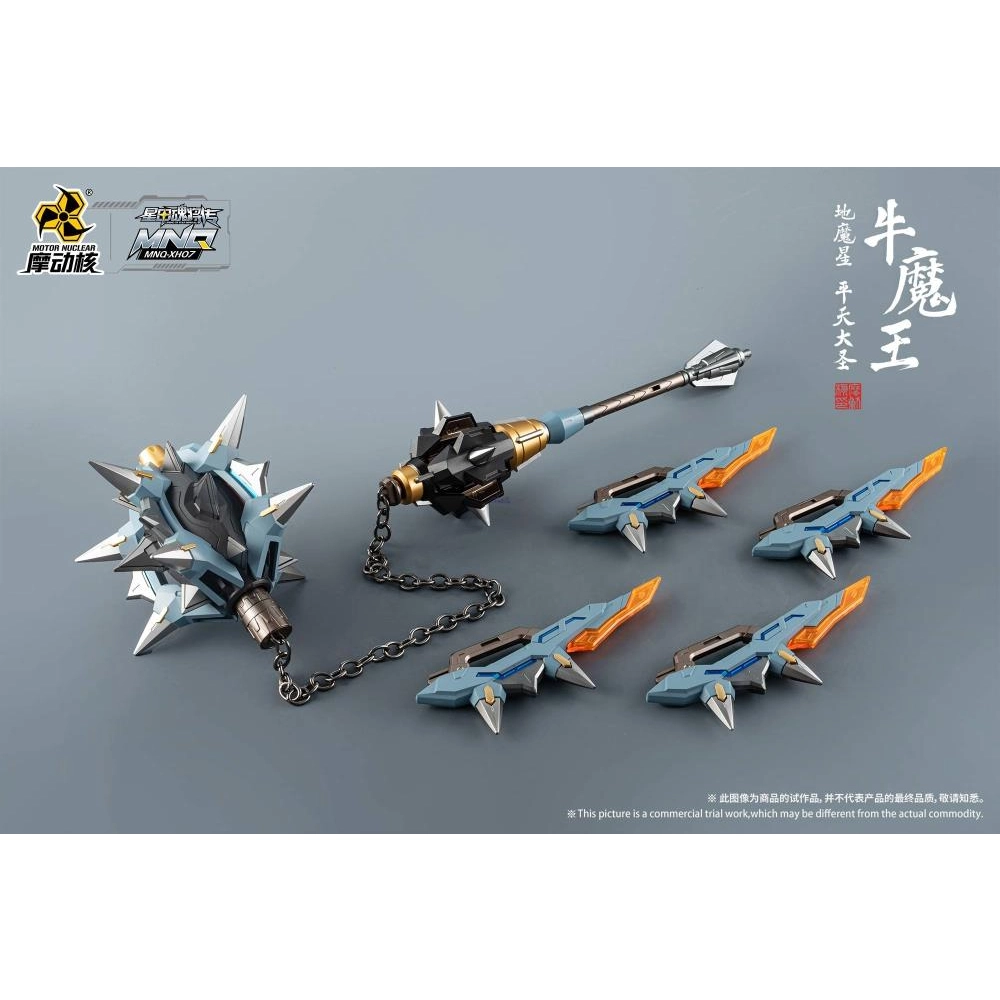 ®
MOTOR NUCLEAR
摩动核
星甲魂将传
MNQ
MNQ-XH07
牛魔王
地魔星 平天大圣
※ 此图像为商品的试作品,并不代表产品的最终品质,敬请知悉。
※This picture is a commercial trial work,which may be different from the actual commodity.